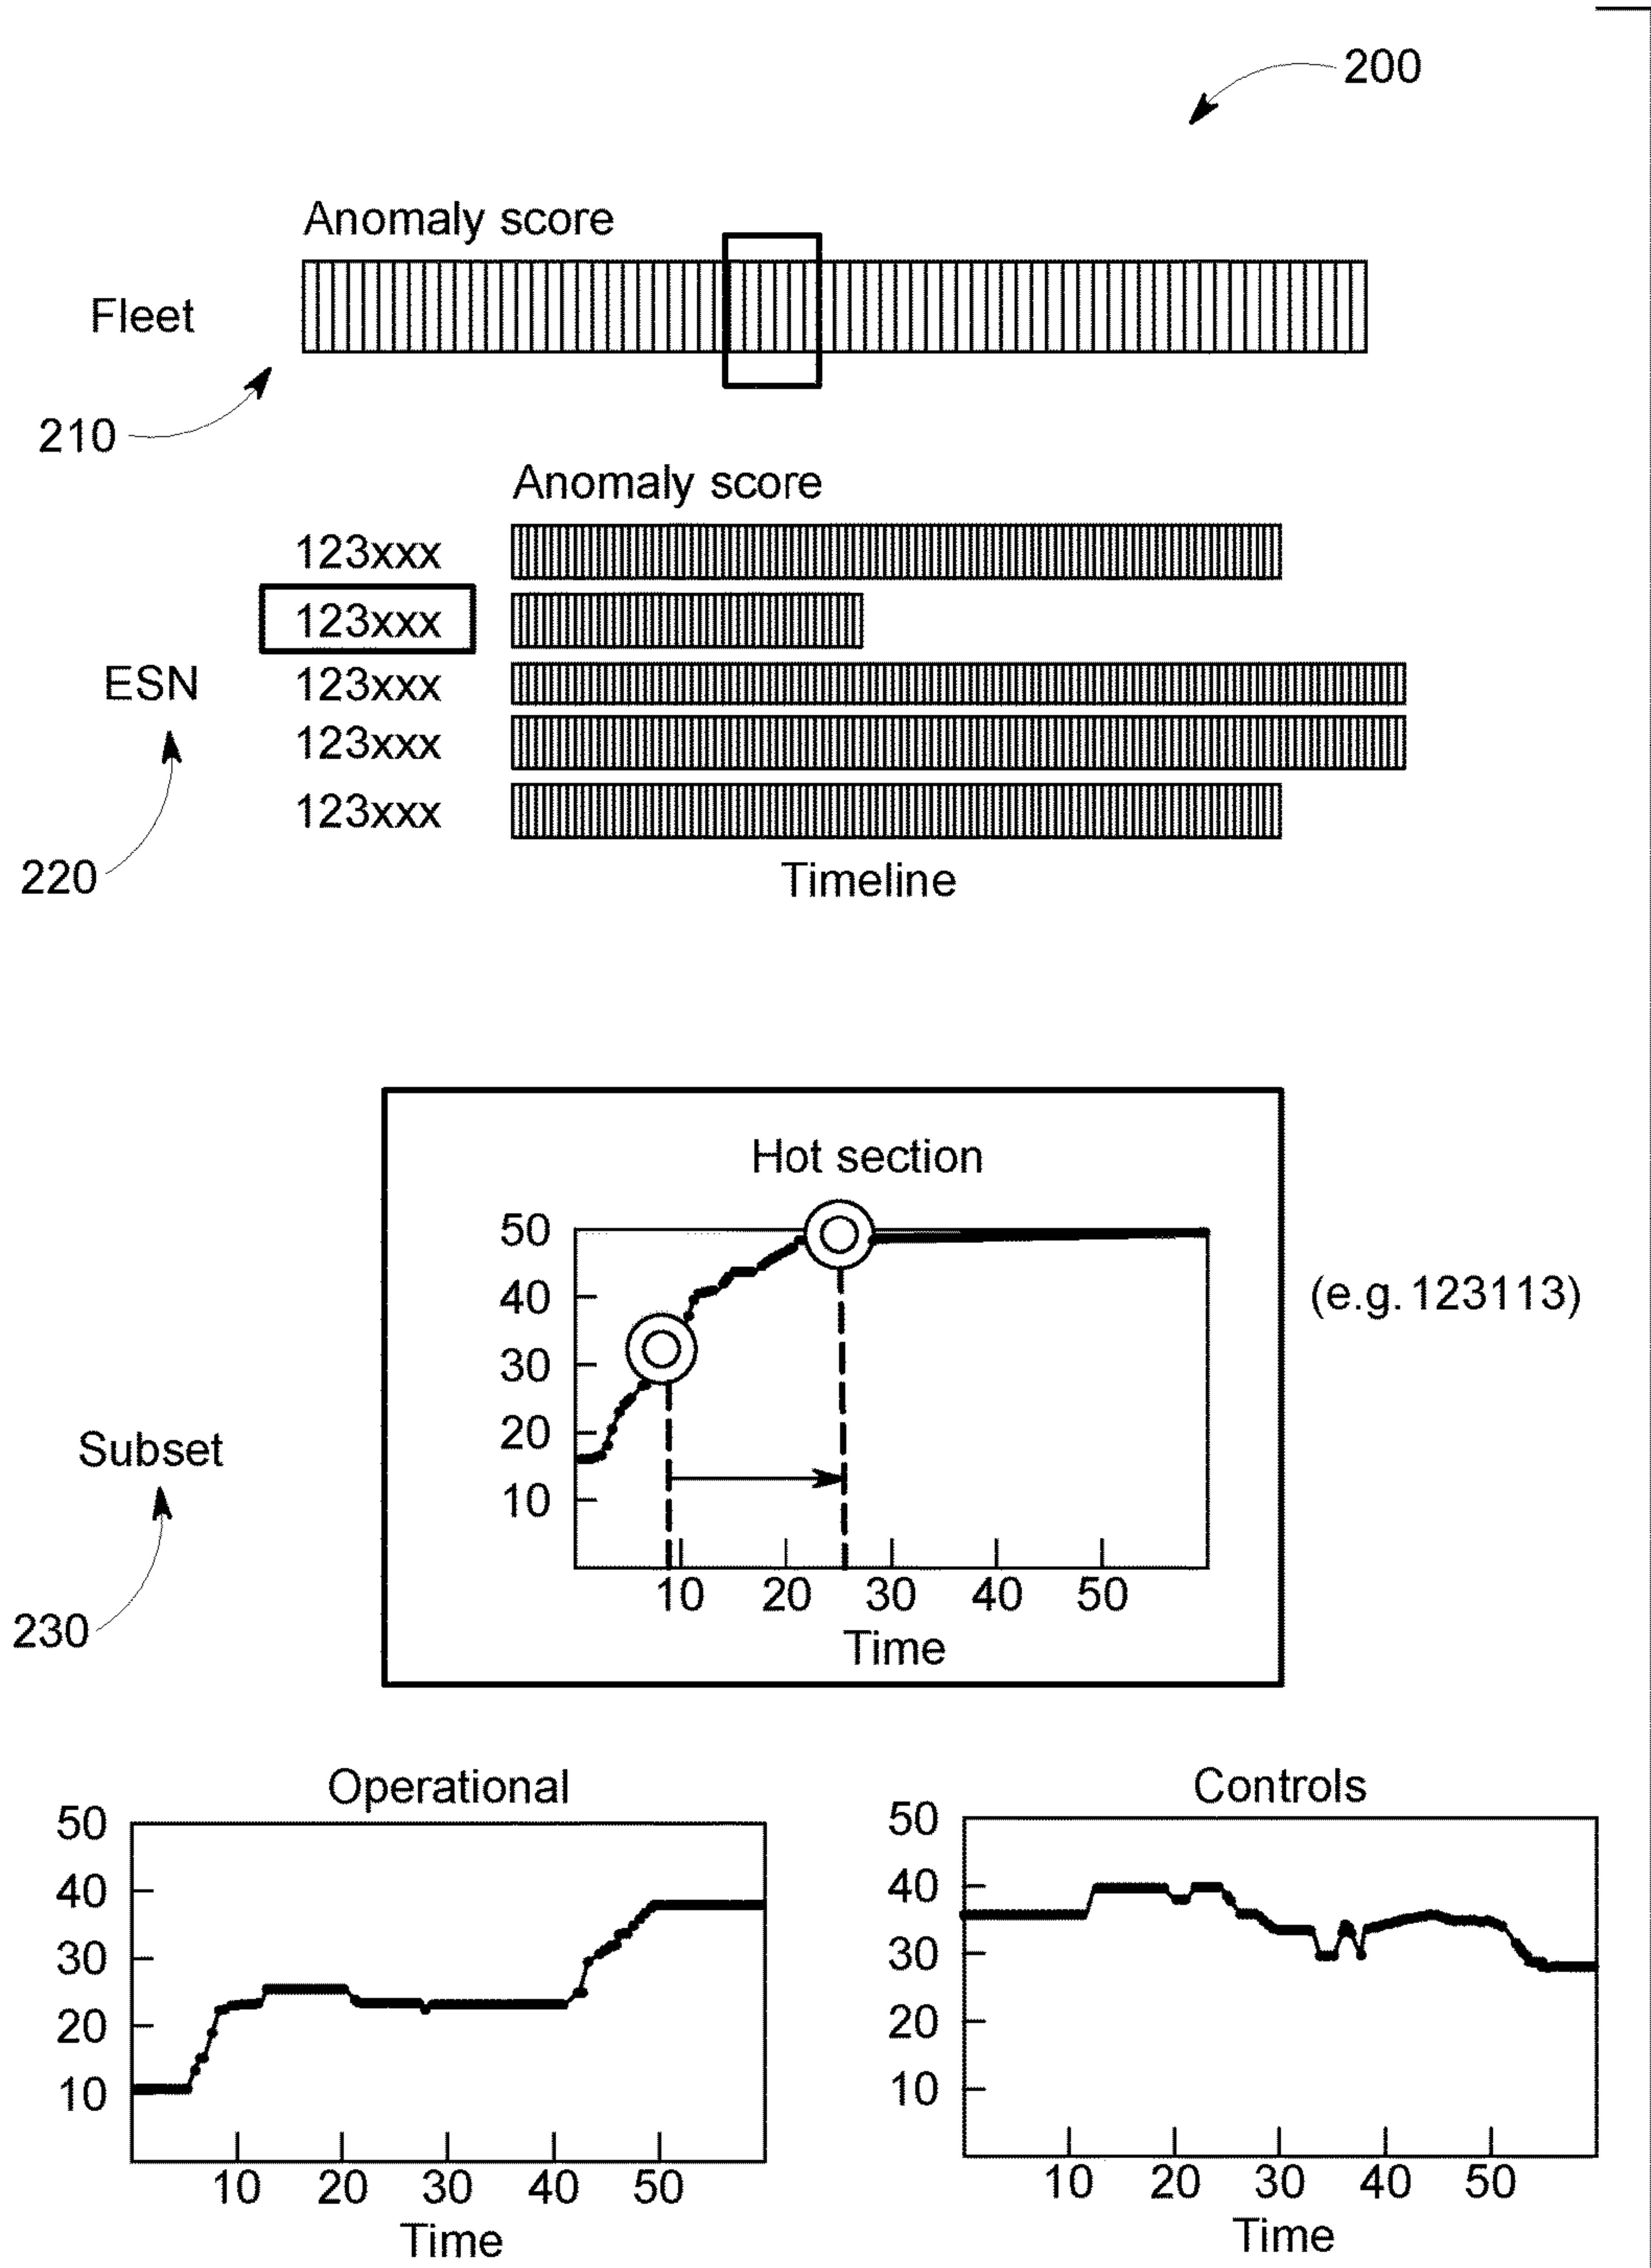 200
Anomaly score
Fleet
210
Anomaly score
123xxx
123xxx
ESN
123xxx
123xxx
123xxx
220
Timeline
Hot section
50
40
30
20
10
10 20 30 40 50
Time
(e.g. 123113)
Subset
230
Operational
50
40
30
20
10
10 20 30 40 50
Time
Controls
50
40
30
20
10
10 20 30 40 50
Time